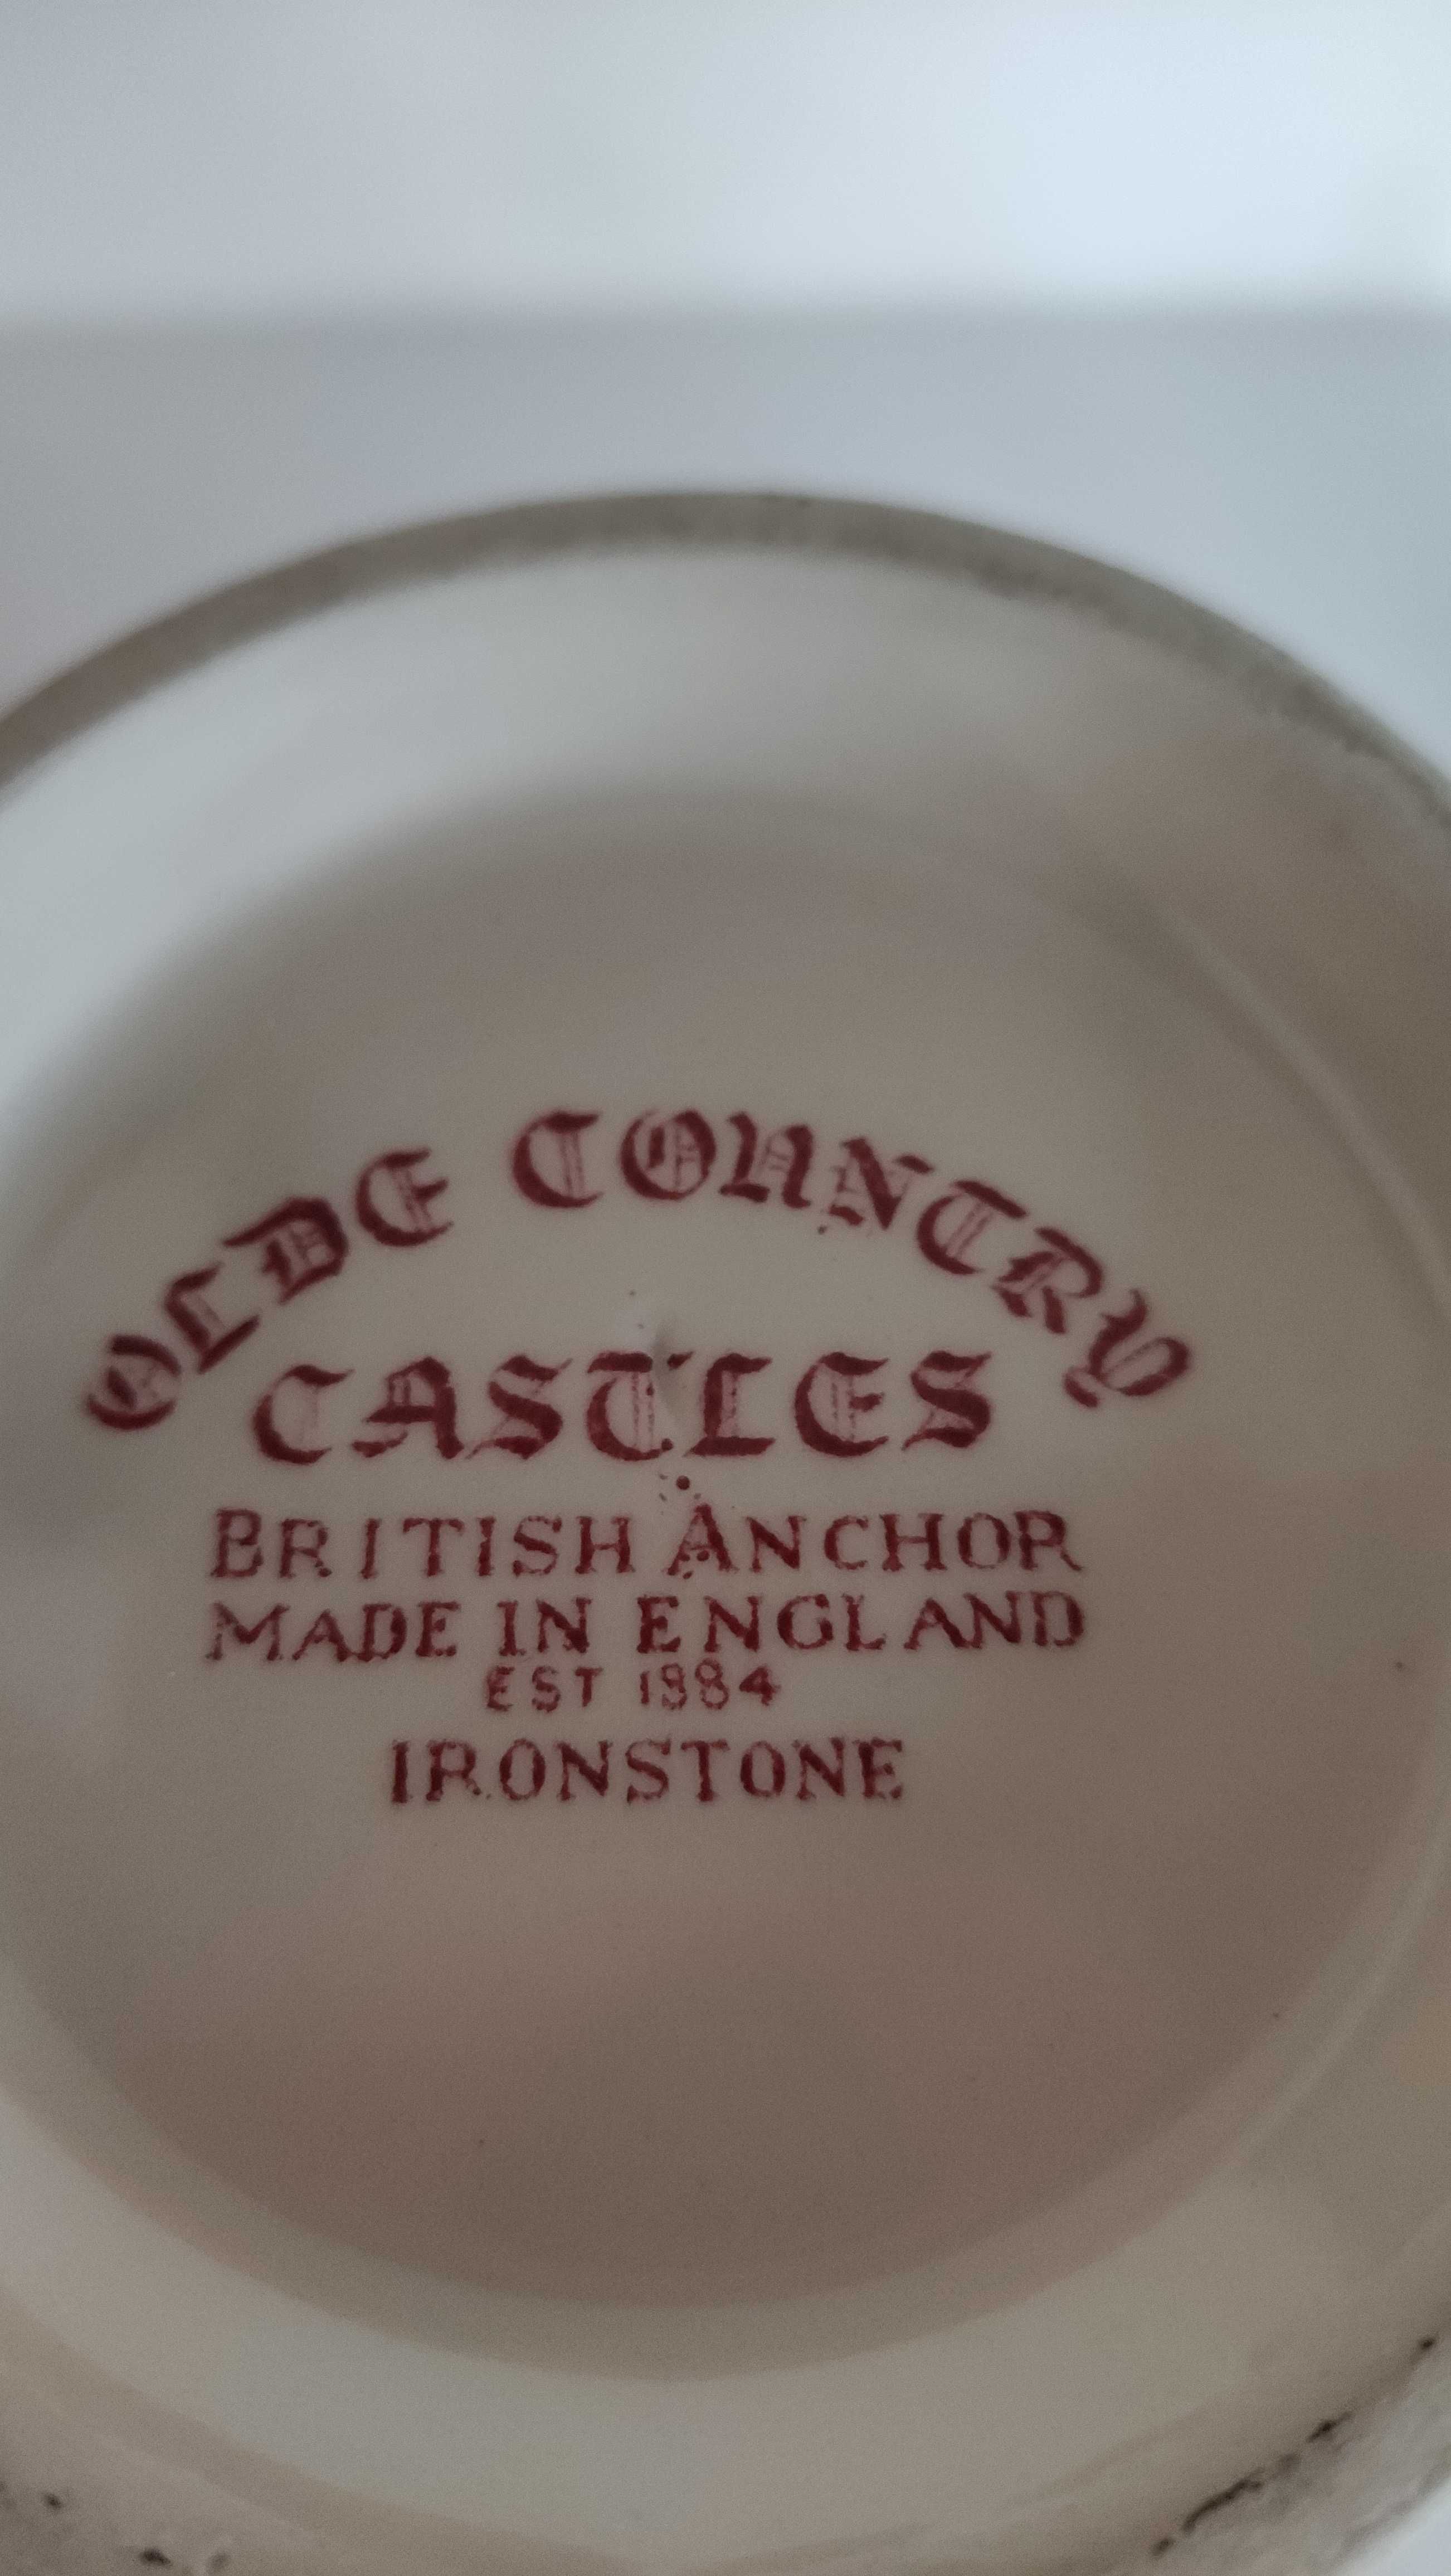 OLDE COUNTRY
CASTLES
BRITISH ANCHOR
MADE IN ENGLAND
EST 1884
IRONSTONE